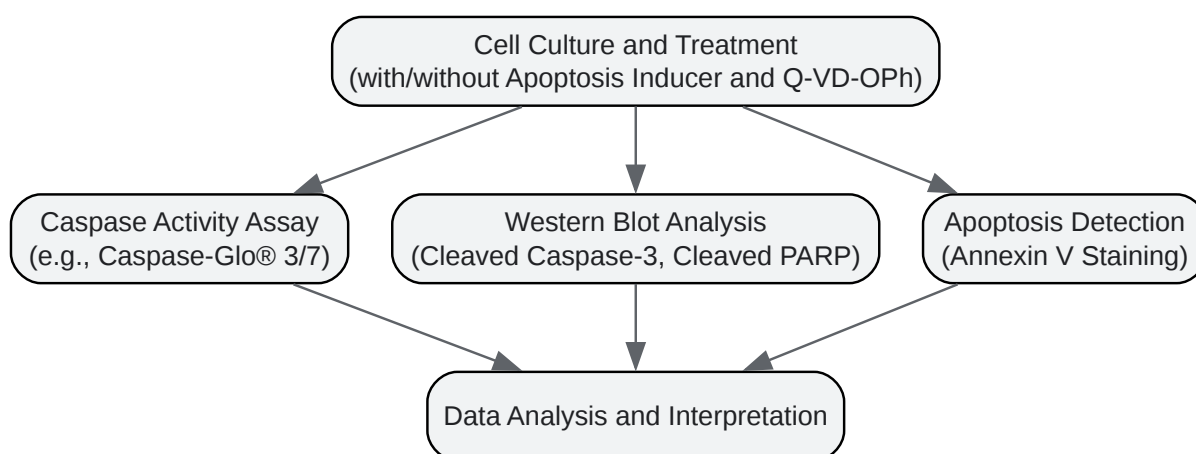 Cell Culture and Treatment
(with/without Apoptosis Inducer and Q-VD-OPh)
Caspase Activity Assay
(e.g., Caspase-Glo® 3/7)
Western Blot Analysis
(Cleaved Caspase-3, Cleaved PARP)
Apoptosis Detection
(Annexin V Staining)
Data Analysis and Interpretation